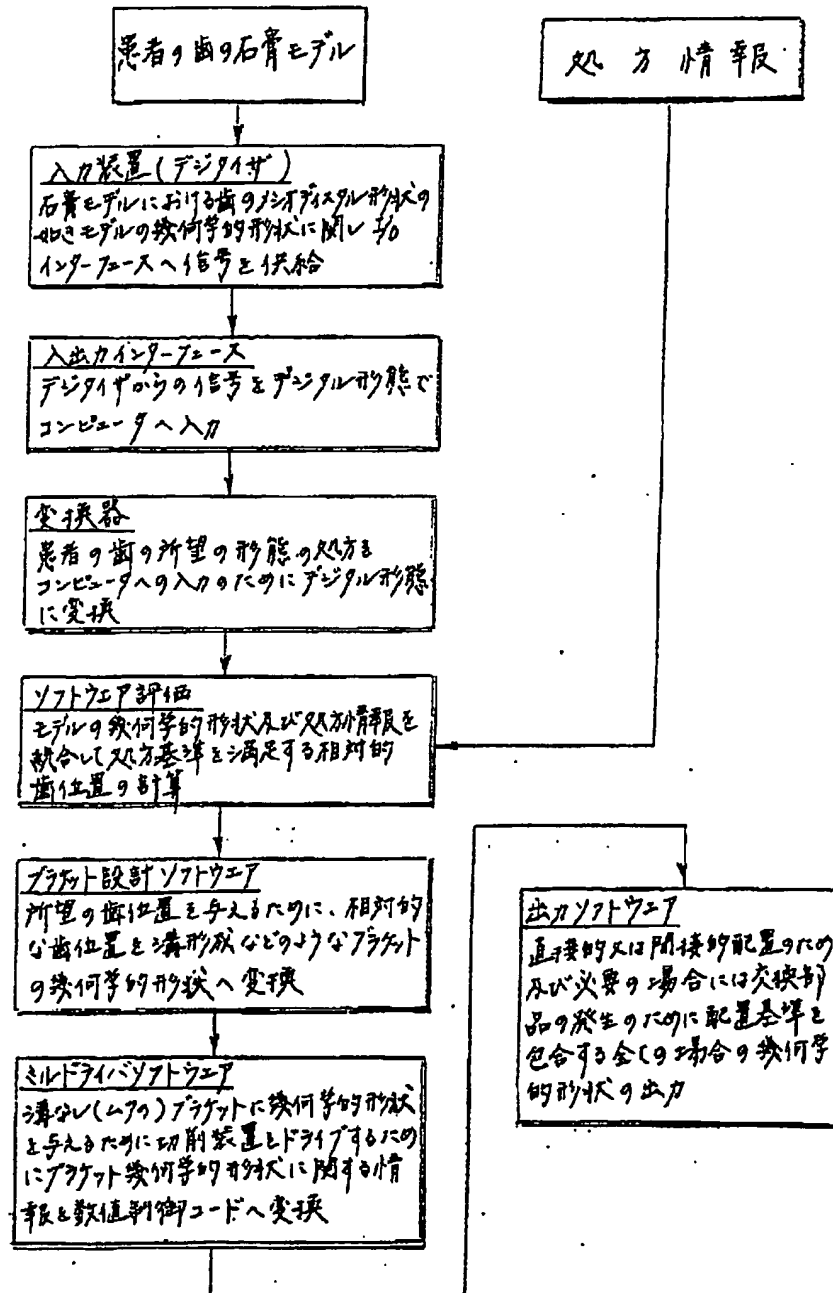 患者の歯の石膏モデル
処方情報
入力装置(デジタイザ)
石膏モデルにおける歯のメシオディスタル形状の
如きモデルの幾何学的形状に関しI/O
インターフェースへ信号を供給
入出力インターフェース
デジタイザからの信号をデジタル形態で
コンピュータへ入力
変換器
患者の歯の所望の形態の処方を
コンピュータへの入力のためにデジタル形態
に変換
ソフトウエア評価
モデルの幾何学的形状及び処方情報を
統合して処方基準を満足する相対的
歯位置の計算
ブラケット設計ソフトウエア
所望の歯位置を与えるために、相対的
な歯位置を溝形状などのようなブラケット
の幾何学的形状へ変換
ミルドライバソフトウエア
溝なし(ムアの)ブラケットに幾何学的形状
を与えるために切削装置をドライブするため
にブラケット幾何学的形状に関する情
報を数値制御コードへ変換
出力ソフトウエア
直接的又は間接的配置のため
及び必要の場合には交換部
品の発生のために配置基準を
包含する全ての場合の幾何学
的形状の出力